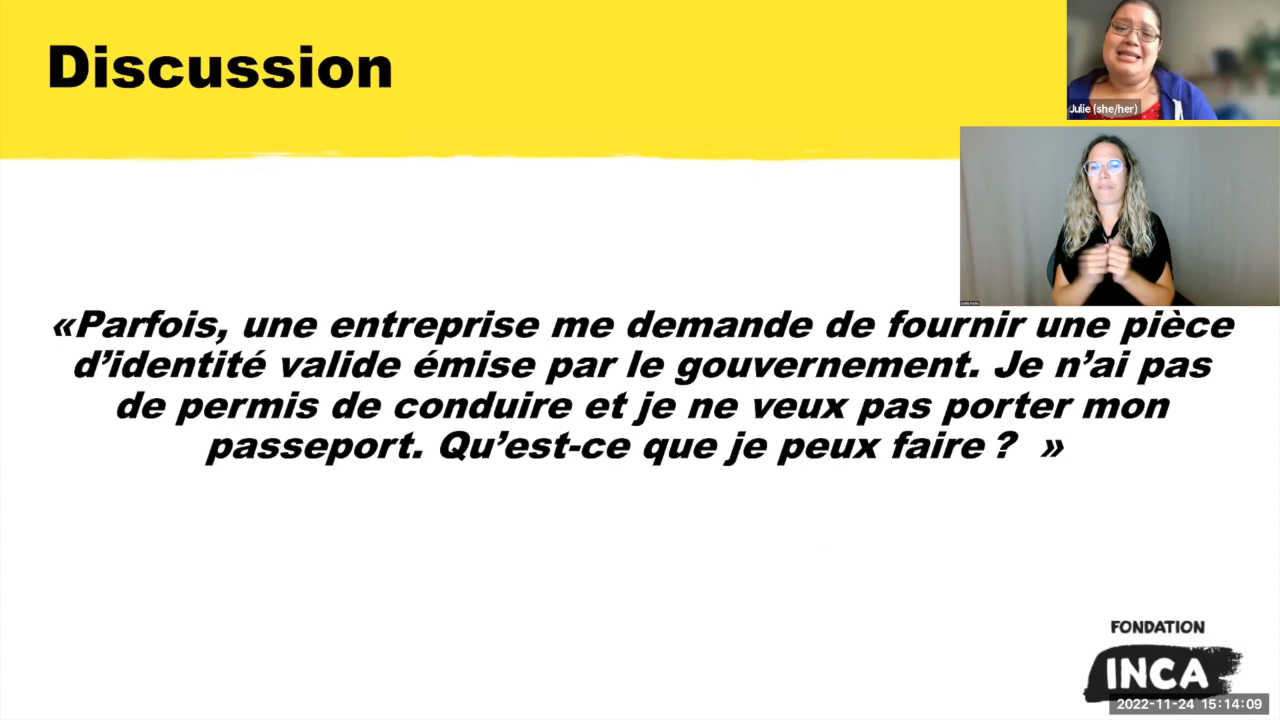 Discussion
Julie (she/her)
«Parfois, une entreprise me demande de fournir une pièce
d’identité valide émise par le gouvernement. Je n’ai pas
de permis de conduire et je ne veux pas porter mon
passeport. Qu’est-ce que je peux faire ? »
FONDATION
INCA
2022-11-24 15:14:09